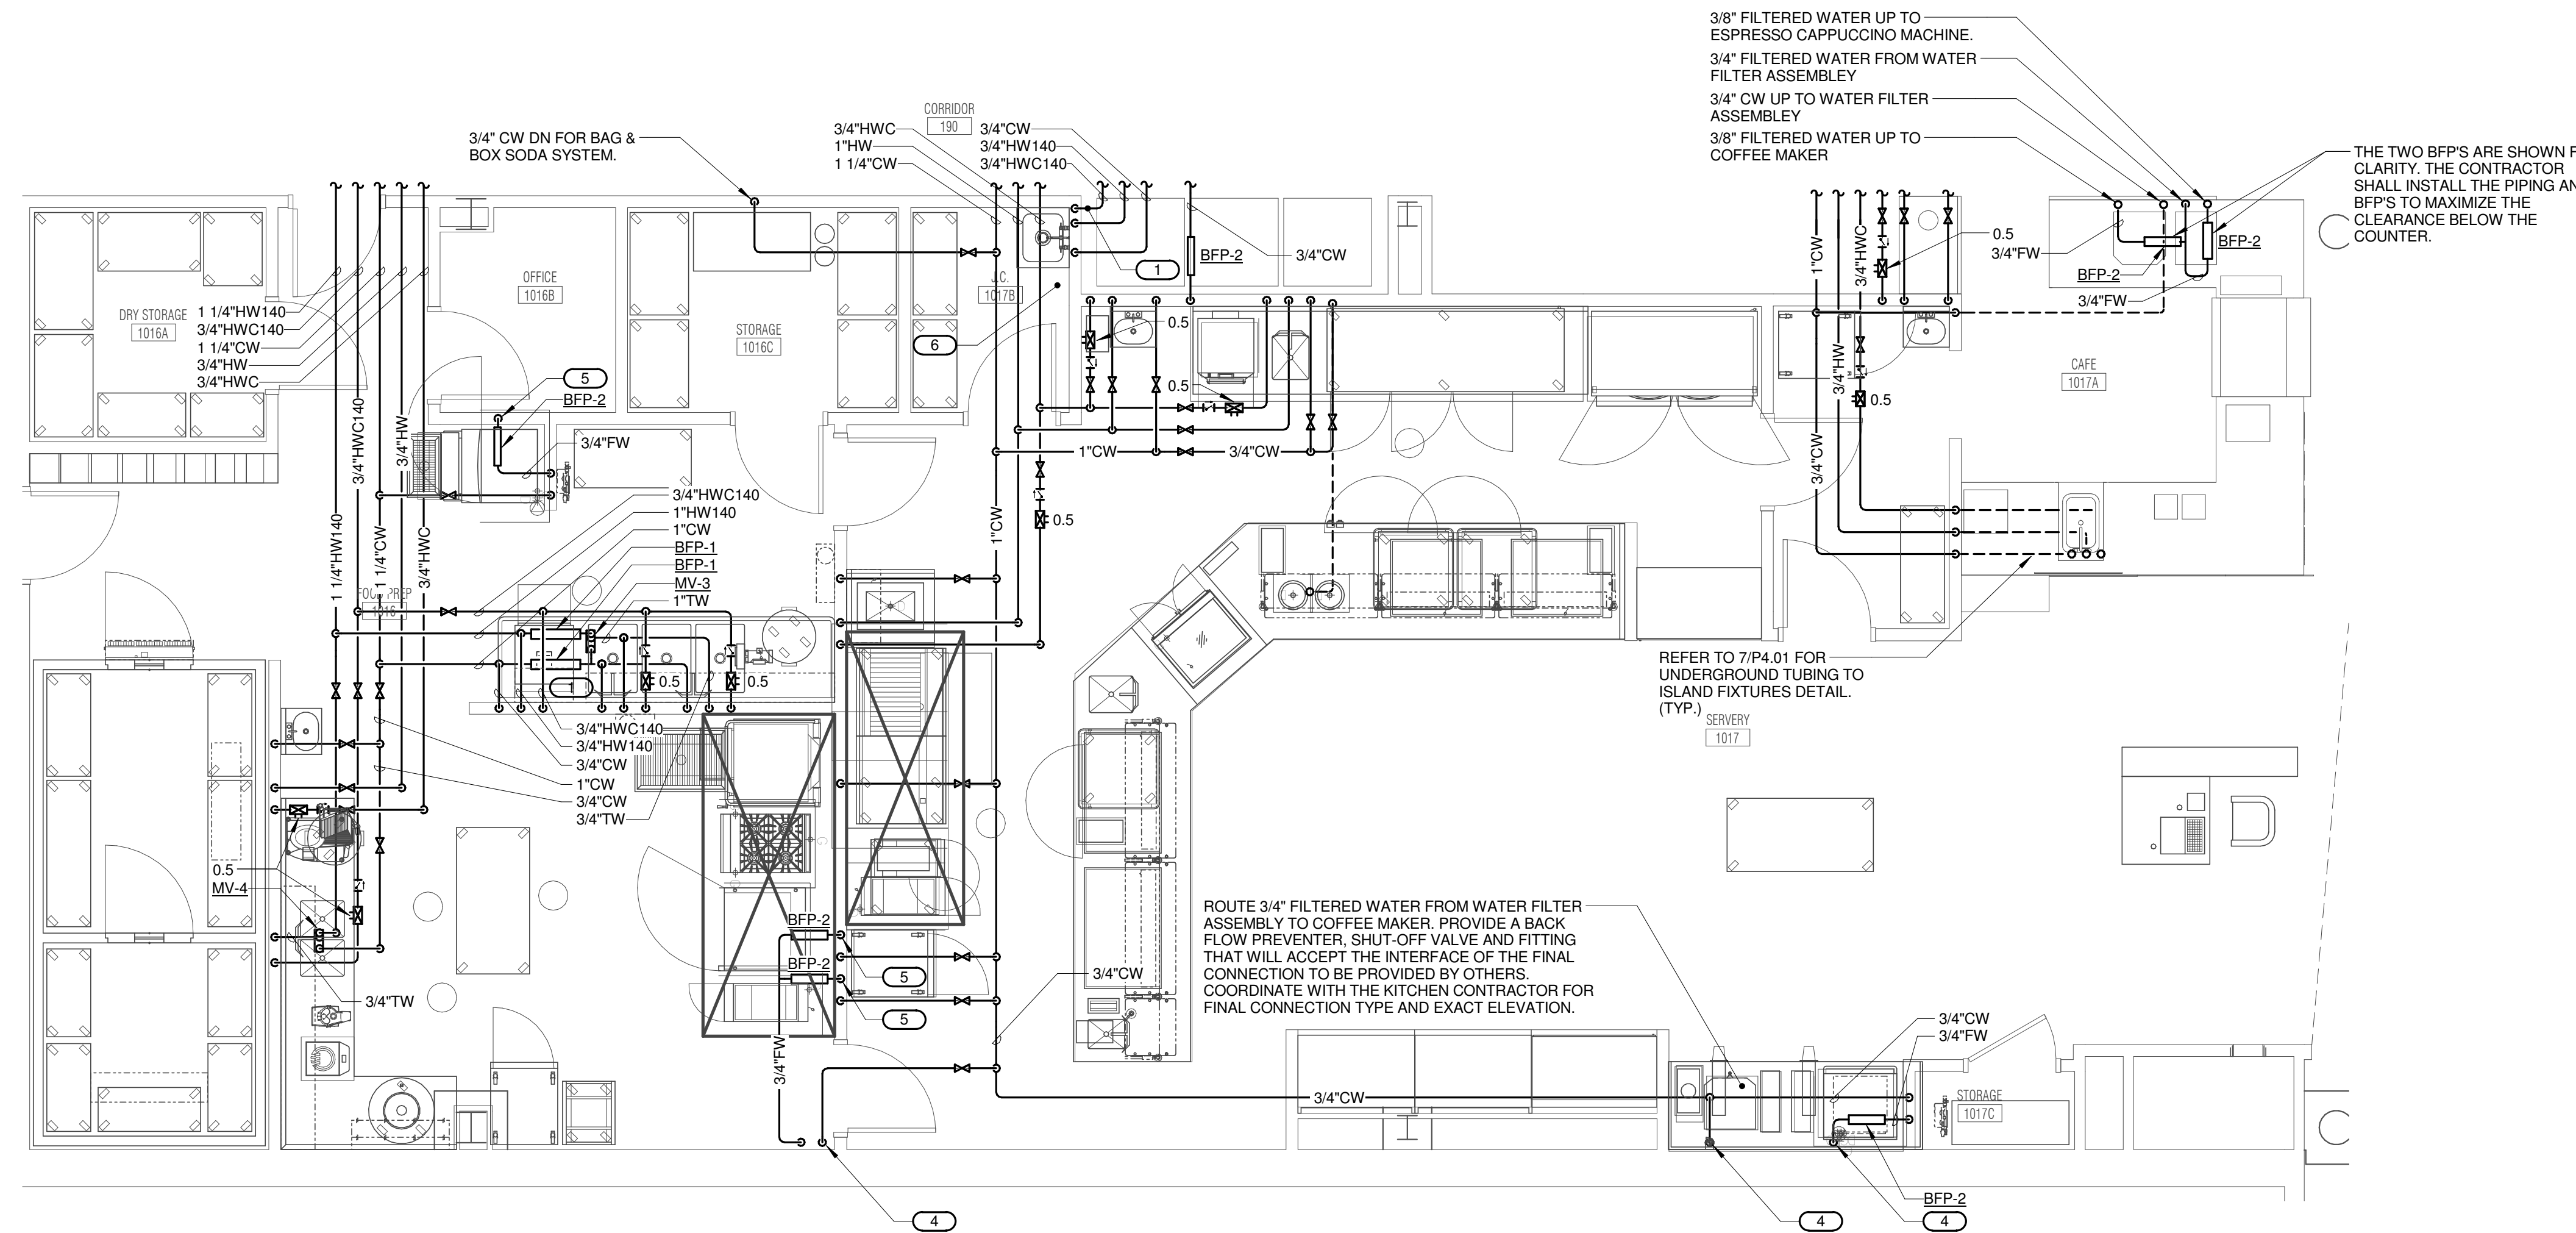 3/8" FILTERED WATER UP TO
ESPRESSO CAPPUCCINO MACHINE.
3/4" FILTERED WATER FROM WATER
FILTER ASSEMBLEY
3/4" CW UP TO WATER FILTER
ASSEMBLEY
3/8" FILTERED WATER UP TO
COFFEE MAKER
THE TWO BFP'S ARE SHOWN F
CLARITY. THE CONTRACTOR
SHALL INSTALL THE PIPING AN
BFP'S TO MAXIMIZE THE
CLEARANCE BELOW THE
COUNTER.
3/4" CW DN FOR BAG &
BOX SODA SYSTEM.
CORRIDOR
190
3/4"HWC
1"HW
1 1/4"CW
3/4"CW
3/4"HW140
3/4"HWC140
DRY STORAGE
1016A
1 1/4"HW140
3/4"HWC140
1 1/4"CW
3/4"HW
3/4"HWC
OFFICE
1016B
STORAGE
1016C
J.C.
1017B
6
1
BFP-2
3/4"CW
0.5
0.5
1"CW
3/4"CW
0.5
1"CW
3/4"HWC
0.5
3/4"FW
BFP-2
BFP-2
3/4"FW
3/4"HW
0.5
3/4"CW
CAFE
1017A
5
BFP-2
3/4"FW
3/4"HWC140
3/4"HW
1 1/4"HW140
1 1/4"CW
3/4"HWC
1"CW
3/4"HWC140
1"HW140
1"CW
BFP-1
BFP-1
MV-3
1"TW
FOOD PREP
1016
0.5
0.5
3/4"HWC140
3/4"HW140
3/4"CW
1"CW
3/4"CW
3/4"TW
REFER TO 7/P4.01 FOR
UNDERGROUND TUBING TO
ISLAND FIXTURES DETAIL.
(TYP.)
SERVERY
1017
0.5
MV-4
3/4"TW
BFP-2
BFP-2
5
5
3/4"FW
3/4"CW
ROUTE 3/4" FILTERED WATER FROM WATER FILTER
ASSEMBLY TO COFFEE MAKER. PROVIDE A BACK
FLOW PREVENTER, SHUT-OFF VALVE AND FITTING
THAT WILL ACCEPT THE INTERFACE OF THE FINAL
CONNECTION TO BE PROVIDED BY OTHERS.
COORDINATE WITH THE KITCHEN CONTRACTOR FOR
FINAL CONNECTION TYPE AND EXACT ELEVATION.
3/4"CW
3/4"FW
3/4"CW
STORAGE
1017C
BFP-2
4
4
4